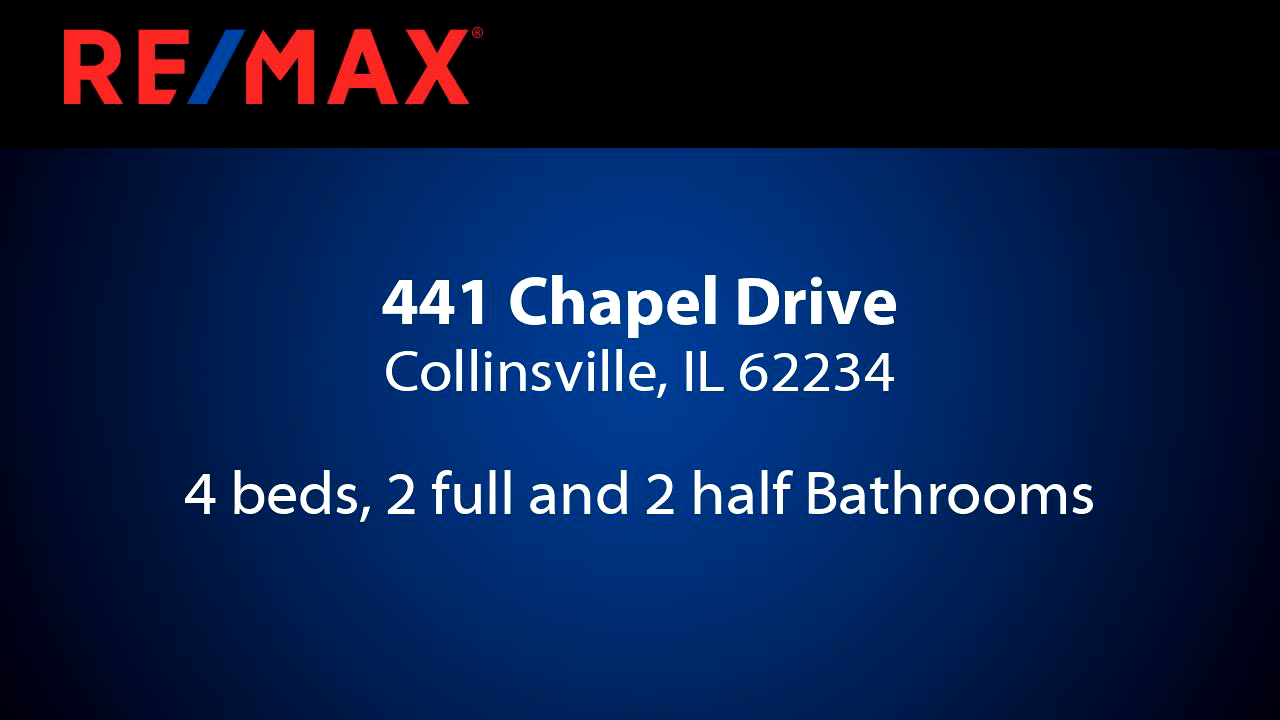 RE/MAX®
441 Chapel Drive
Collinsville, IL 62234
4 beds, 2 full and 2 half Bathrooms